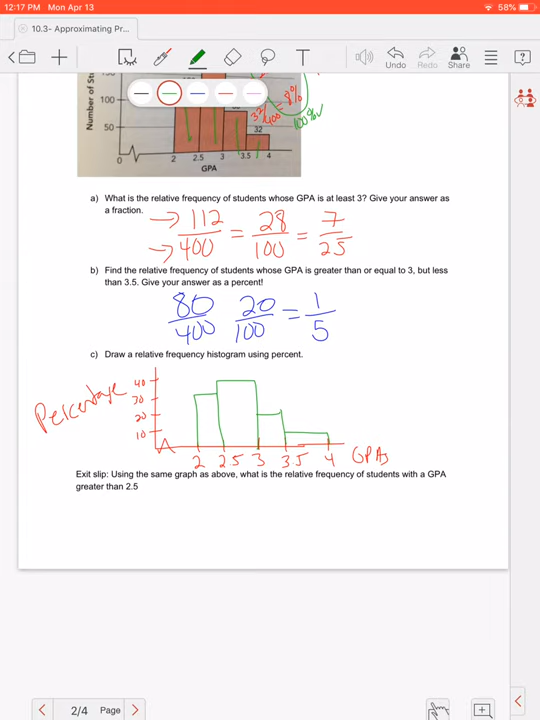 12:17 PM Mon Apr 13
58%
10.3- Approximating Pr...
T
Undo
Redo
Share
?
Number of St
100
50
0
2
2.5
3
3.5
4
32
GPA
32/400 = 8%
100%✓
a) What is the relative frequency of students whose GPA is at least 3? Give your answer as
a fraction.
→ 112/400 = 28/100 = 7/25
b) Find the relative frequency of students whose GPA is greater than or equal to 3, but less
than 3.5. Give your answer as a percent!
80/400 20/100 = 1/5
c) Draw a relative frequency histogram using percent.
Percentage
40
30
20
10
2 2.5 3 3.5 4 GPAs
Exit slip: Using the same graph as above, what is the relative frequency of students with a GPA
greater than 2.5
2/4 Page